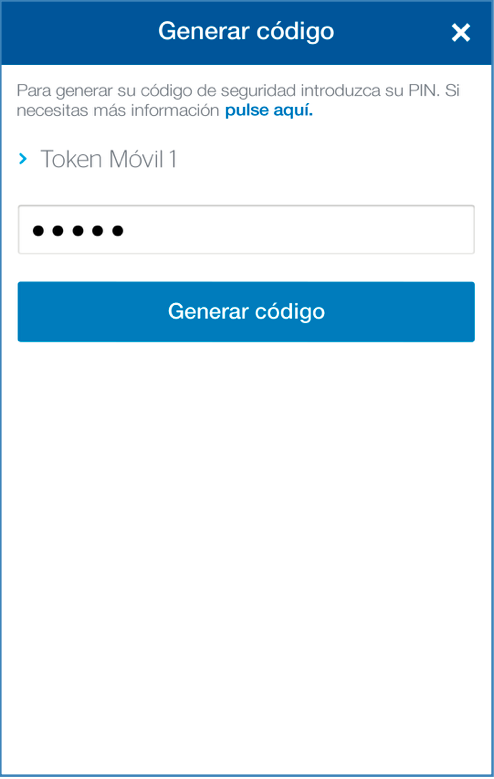 Generar código
Para generar su código de seguridad introduzca su PIN. Si
necesitas más información pulse aquí.
Token Móvil 1
Generar código